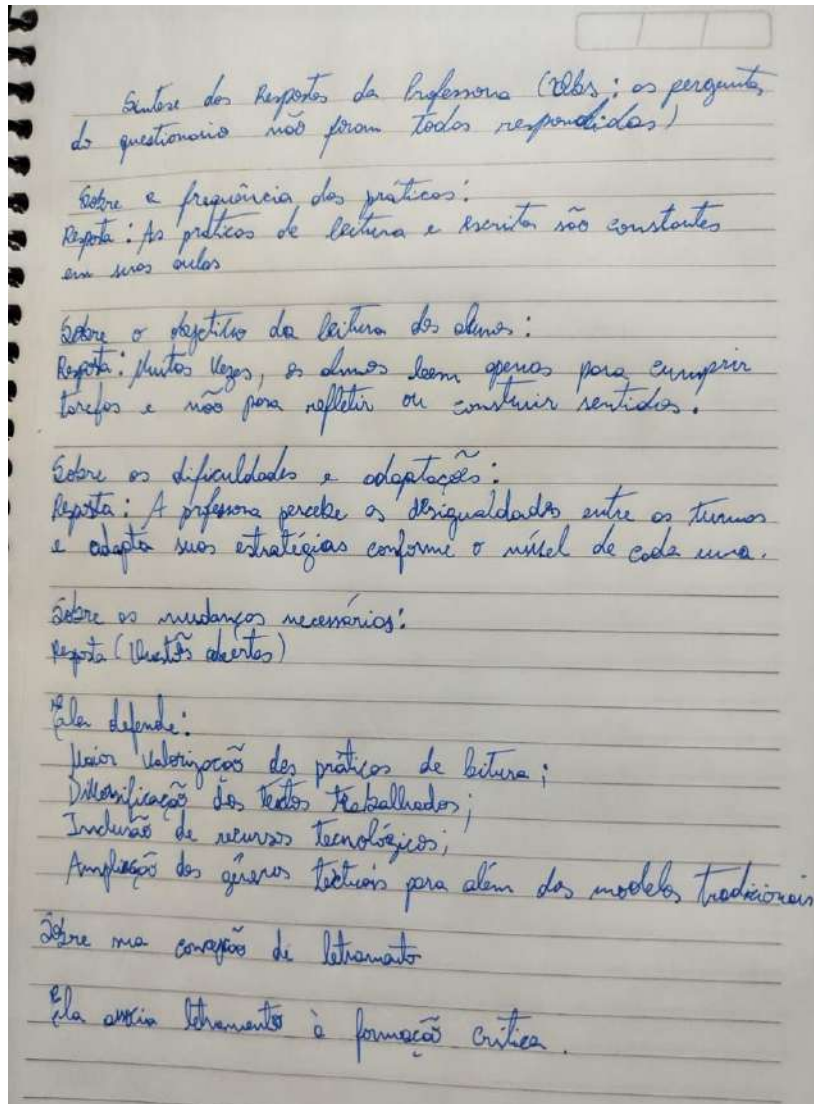 Síntese das Respostas da Professora (Obs: as perguntas
do questionario não foram todas respondidas)
Sobre a frequência das práticas:
Resposta: As práticas de leitura e escrita são constantes
em suas aulas
Sobre o objetivo da leitura dos alunos:
Resposta: Muitas vezes, os alunos leem apenas para cumprir
tarefas e não para refletir ou construir sentidos.
Sobre as dificuldades e adaptações:
Resposta: A professora percebe as desigualdades entre as turmas
e adapta suas estratégias conforme o nível de cada uma.
Sobre as mudanças necessárias:
Resposta (Questões abertas)
Ela defende:
Maior valorização das práticas de leitura;
Diversificação dos textos trabalhados;
Inclusão de recursos tecnológicos;
Ampliação dos gêneros textuais para além dos modelos tradicionais
Sobre sua concepção de letramento
Ela associa letramento à formação crítica.